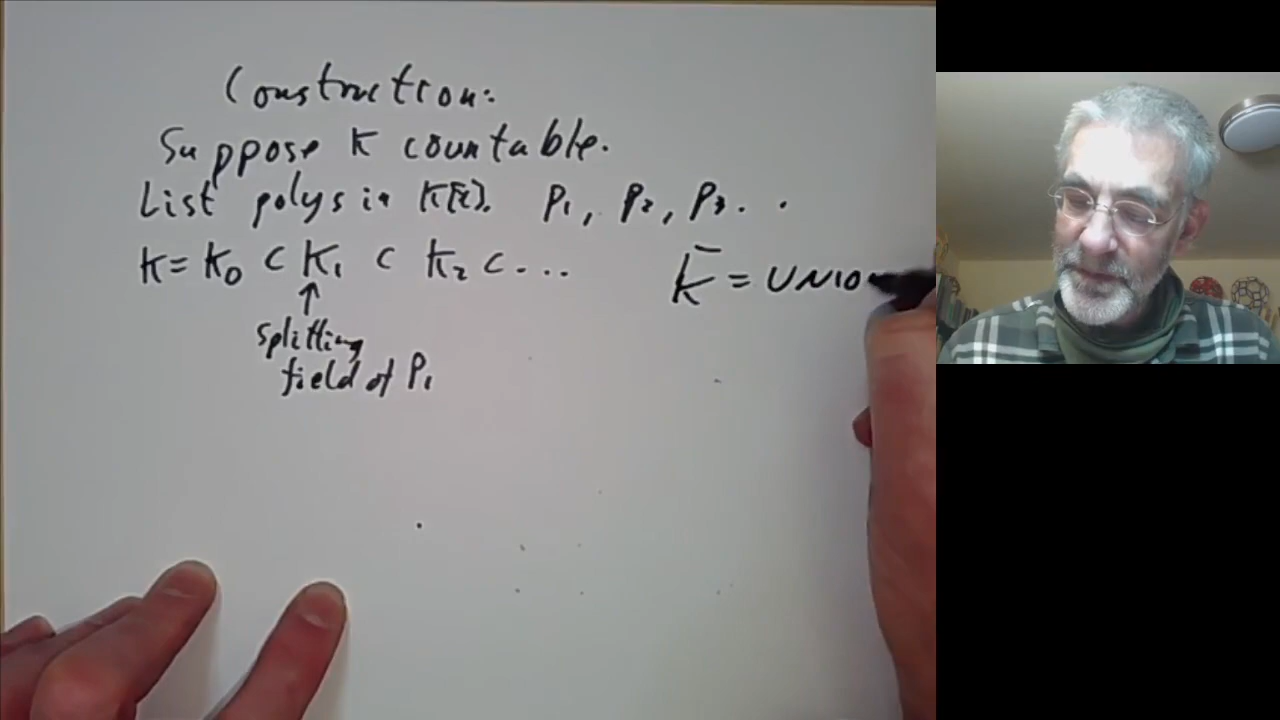 Construction:
Suppose K countable.
List polys in K[x]. P₁, P₂, P₃. .
K = K₀ ⊂ K₁ ⊂ K₂ ⊂ ... K̄ = UNIO
↑
splitting
field of P₁